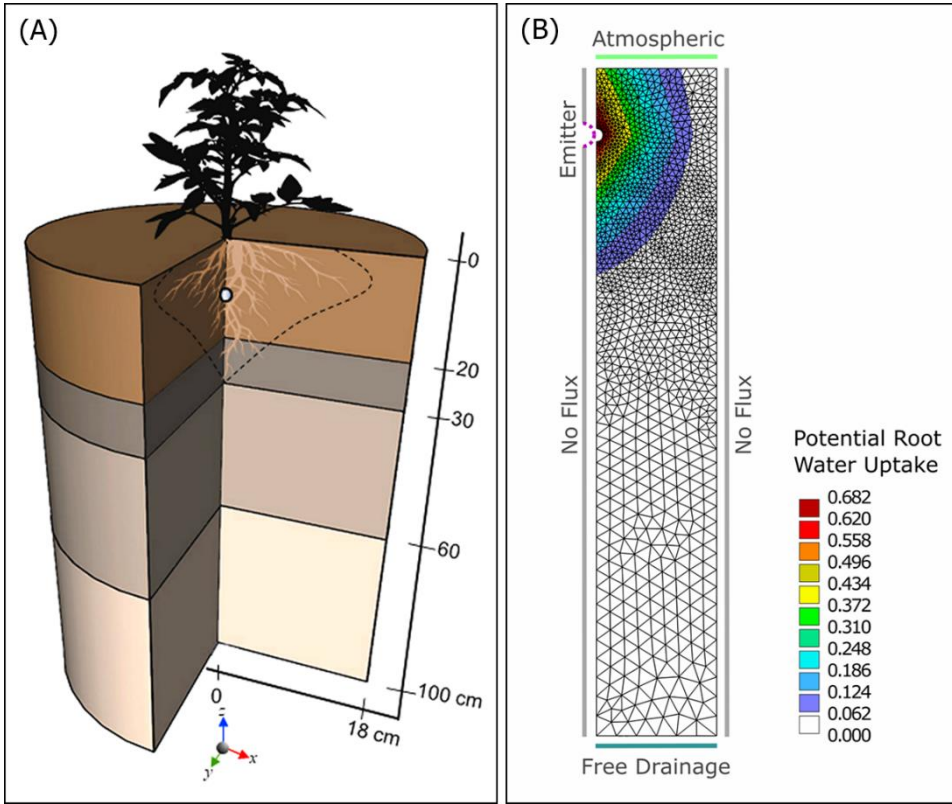 (A)
0
20
30
60
100 cm
0
18 cm
z
y
x
(B)
Atmospheric
Emitter
No Flux
No Flux
Free Drainage
Potential Root
Water Uptake
0.682
0.620
0.558
0.496
0.434
0.372
0.310
0.248
0.186
0.124
0.062
0.000